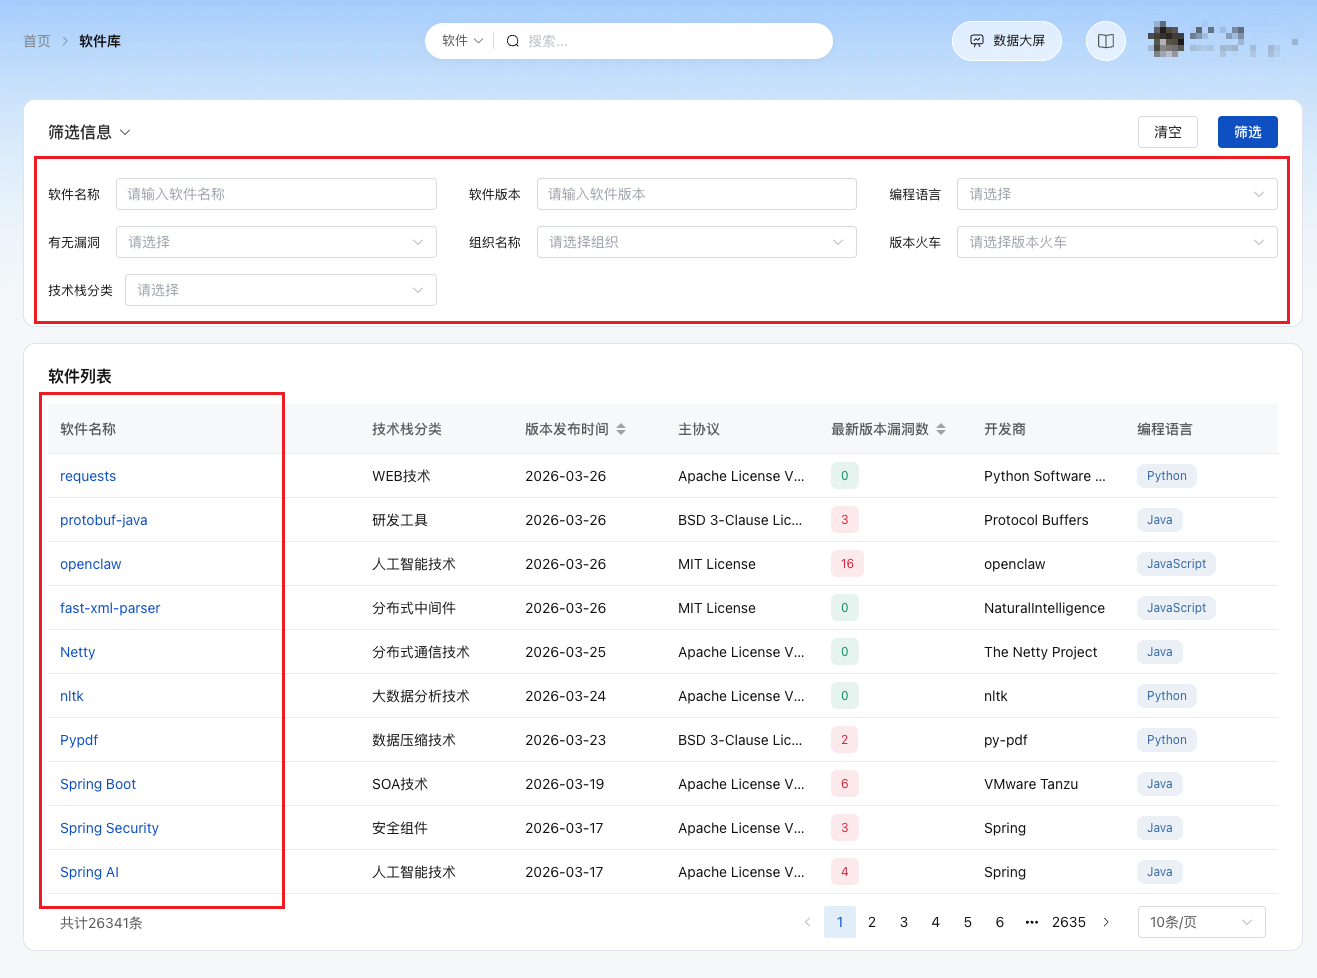 首页 > 软件库
软件
搜索...
数据大屏
筛选信息
清空
筛选
软件名称 请输入软件名称
软件版本 请输入软件版本
编程语言 请选择
有无漏洞 请选择
组织名称 请选择组织
版本火车 请选择版本火车
技术栈分类 请选择
软件列表
软件名称 技术栈分类 版本发布时间 主协议 最新版本漏洞数 开发商 编程语言
requests WEB技术 2026-03-26 Apache License V... 0 Python Software ... Python
protobuf-java 研发工具 2026-03-26 BSD 3-Clause Lic... 3 Protocol Buffers Java
openclaw 人工智能技术 2026-03-26 MIT License 16 openclaw JavaScript
fast-xml-parser 分布式中间件 2026-03-26 MIT License 0 NaturalIntelligence JavaScript
Netty 分布式通信技术 2026-03-25 Apache License V... 0 The Netty Project Java
nltk 大数据分析技术 2026-03-24 Apache License V... 0 nltk Python
Pypdf 数据压缩技术 2026-03-23 BSD 3-Clause Lic... 2 py-pdf Python
Spring Boot SOA技术 2026-03-19 Apache License V... 6 VMware Tanzu Java
Spring Security 安全组件 2026-03-17 Apache License V... 3 Spring Java
Spring AI 人工智能技术 2026-03-17 Apache License V... 4 Spring Java
共计26341条
< 1 2 3 4 5 6 ••• 2635 >
10条/页